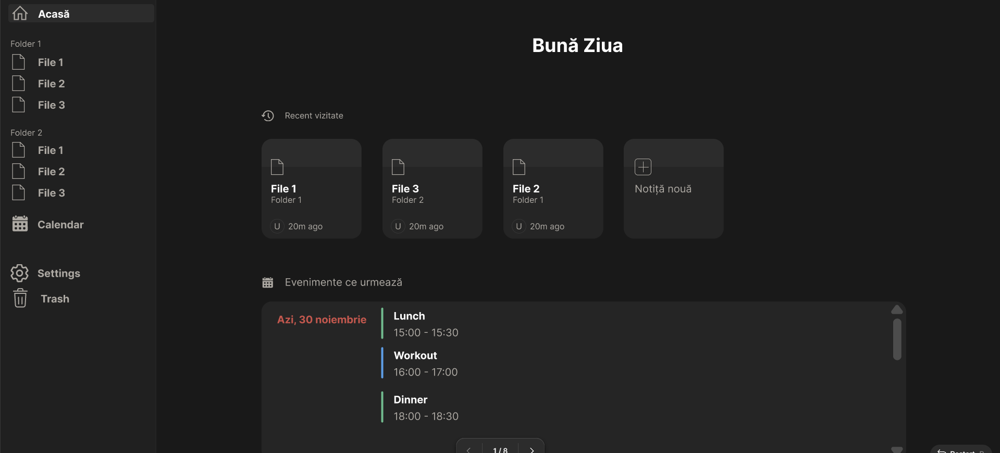 Acasă
Folder 1
File 1
File 2
File 3
Folder 2
File 1
File 2
File 3
Calendar
Settings
Trash
Bună Ziua
Recent vizitate
File 1
Folder 1
U 20m ago
File 3
Folder 2
U 20m ago
File 2
Folder 1
U 20m ago
Notiță nouă
Evenimente ce urmează
Azi, 30 noiembrie
Lunch
15:00 - 15:30
Workout
16:00 - 17:00
Dinner
18:00 - 18:30
1 / 8
Restart